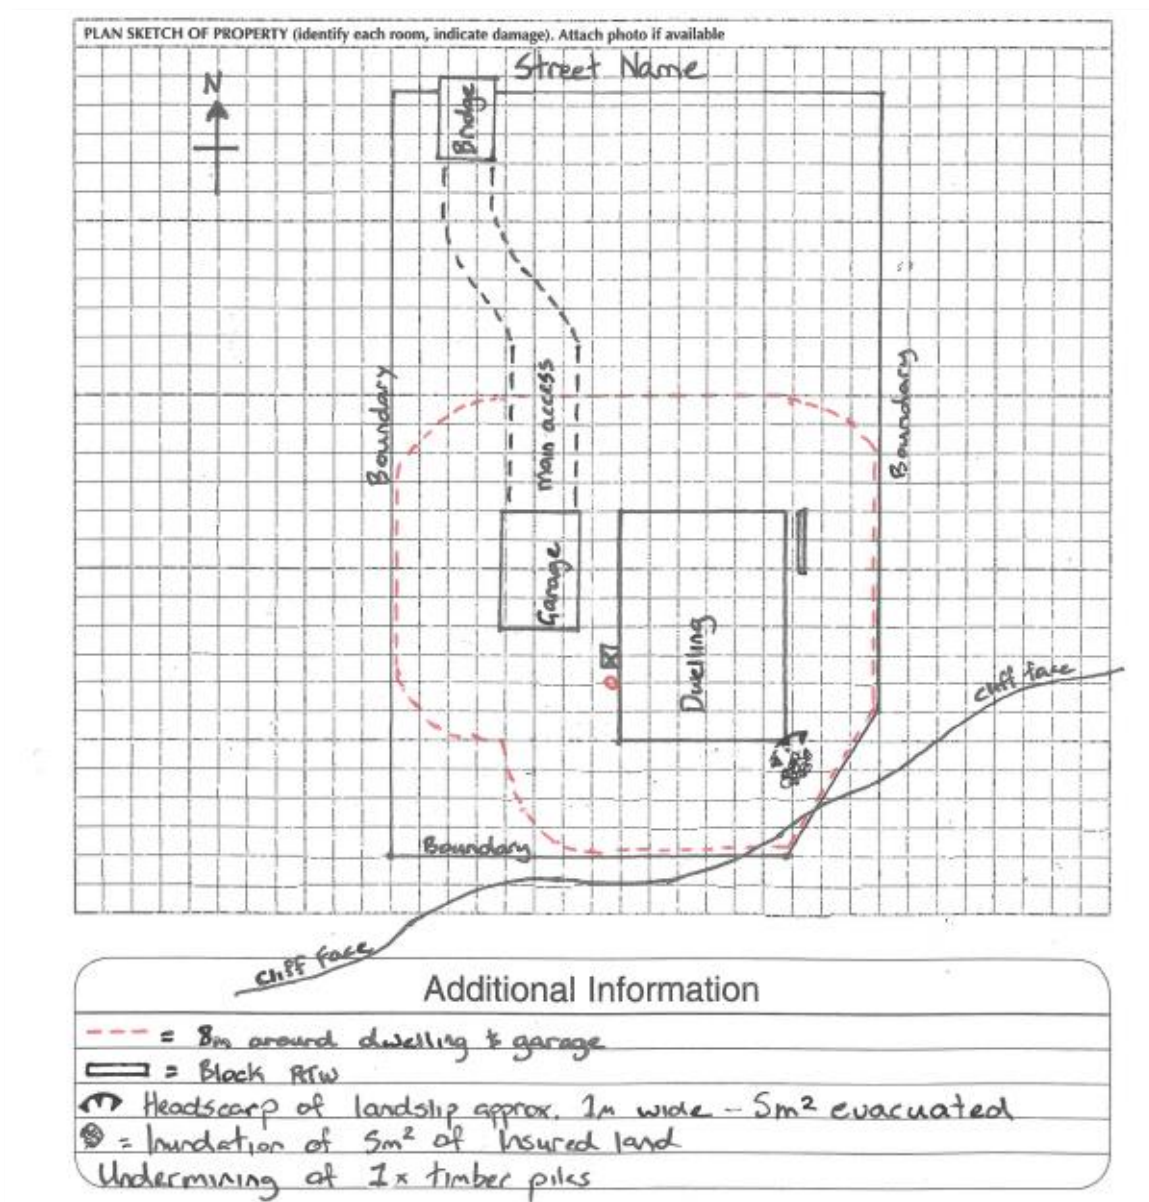 PLAN SKETCH OF PROPERTY (identify each room, indicate damage). Attach photo if available
Street Name
N
Bridge
Boundary
main access
Boundary
Garage
Dwelling
cliff face
Boundary
cliff face
Additional Information
= 8m around dwelling & garage
= Block RTW
Headscarp of landslip approx. 1m wide - 5m² evacuated
= Inundation of 5m² of Insured land
Undermining of 1x timber piles